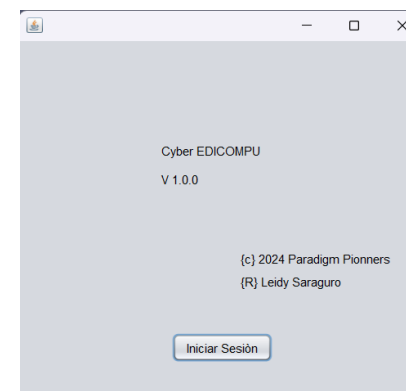 Cyber EDICOMPU
V 1.0.0
{c} 2024 Paradigm Pionners
{R} Leidy Saraguro
Iniciar Sesiòn